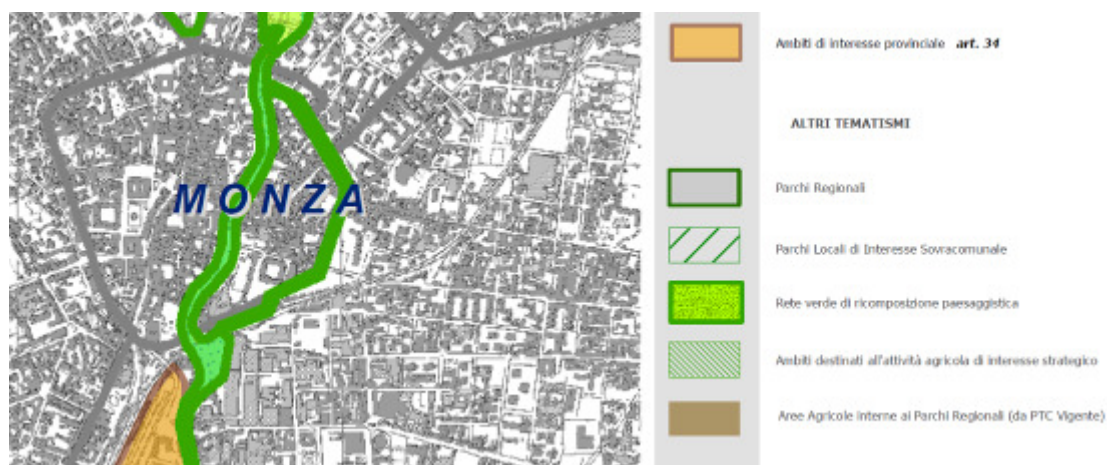 MONZA
Ambiti di interesse provinciale art. 34
ALTRI TEMATISMI
Parchi Regionali
Parchi Locali di Interesse Sovracomunale
Rete verde di ricomposizione paesaggistica
Ambiti destinati all'attività agricola di interesse strategico
Aree Agricole interne ai Parchi Regionali (da PTC Vigente)